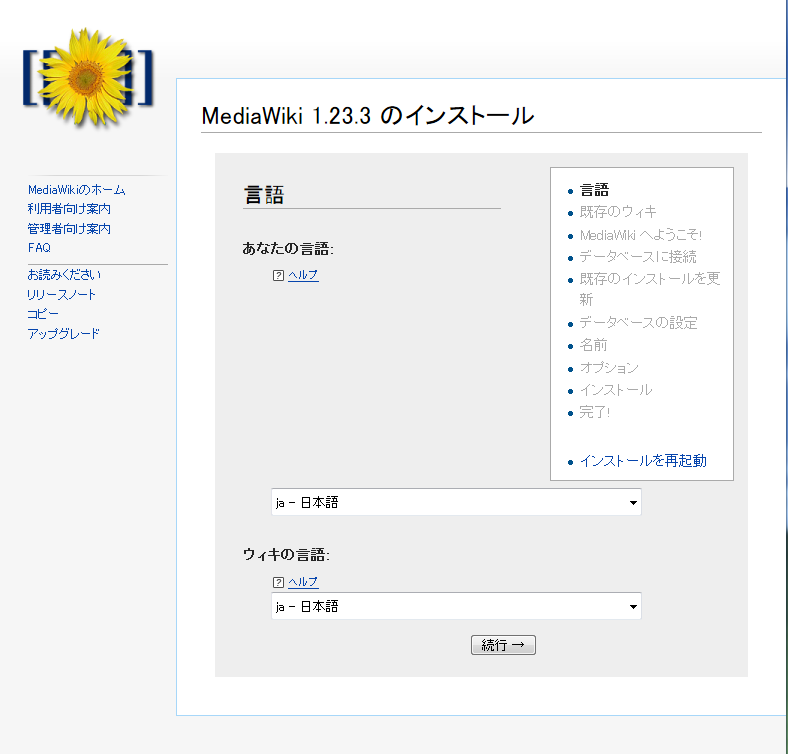 MediaWiki 1.23.3 のインストール
MediaWikiのホーム
利用者向け案内
管理者向け案内
FAQ
お読みください
リリースノート
コピー
アップグレード
言語
あなたの言語:
? ヘルプ
ja - 日本語
ウィキの言語:
? ヘルプ
ja - 日本語
続行 →
言語
既存のウィキ
MediaWiki へようこそ!
データベースに接続
既存のインストールを更
新
データベースの設定
名前
オプション
インストール
完了!
インストールを再起動